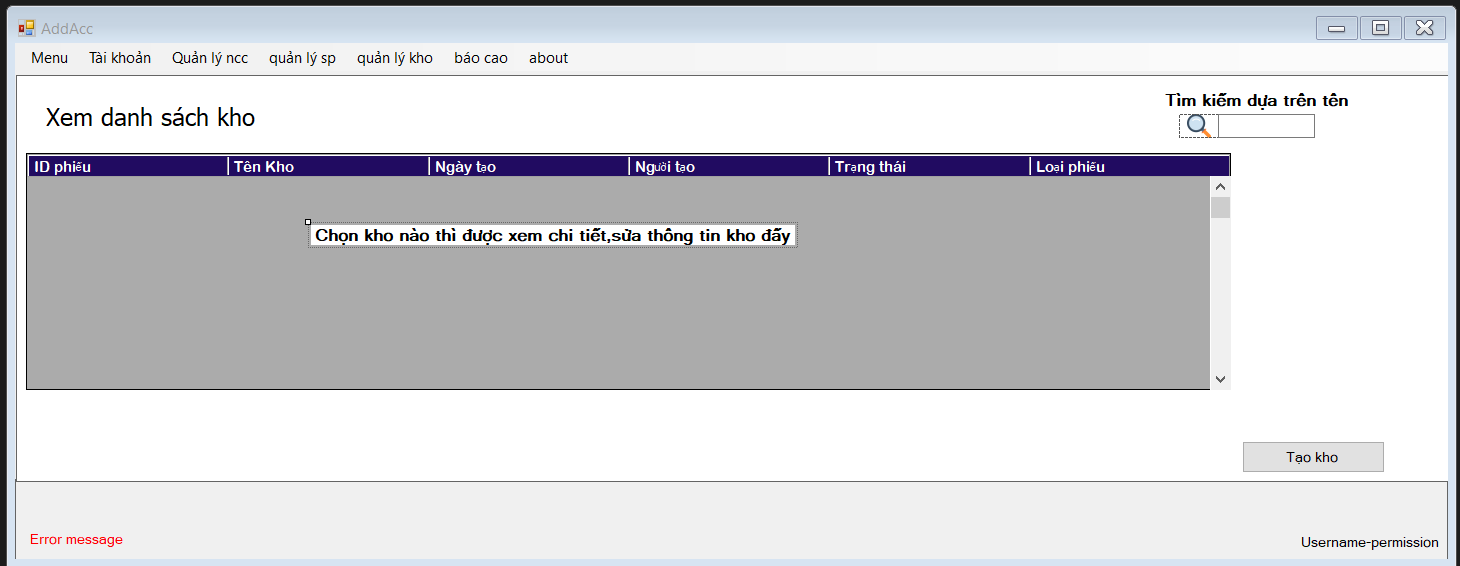 AddAcc
Menu Tài khoản Quản lý ncc quản lý sp quản lý kho báo cao about
Tìm kiếm dựa trên tên
Xem danh sách kho
ID phiếu Tên Kho Ngày tạo Người tạo Trạng thái Loại phiếu
Chọn kho nào thì được xem chi tiết,sửa thông tin kho đấy
Tạo kho
Error message
Username-permission